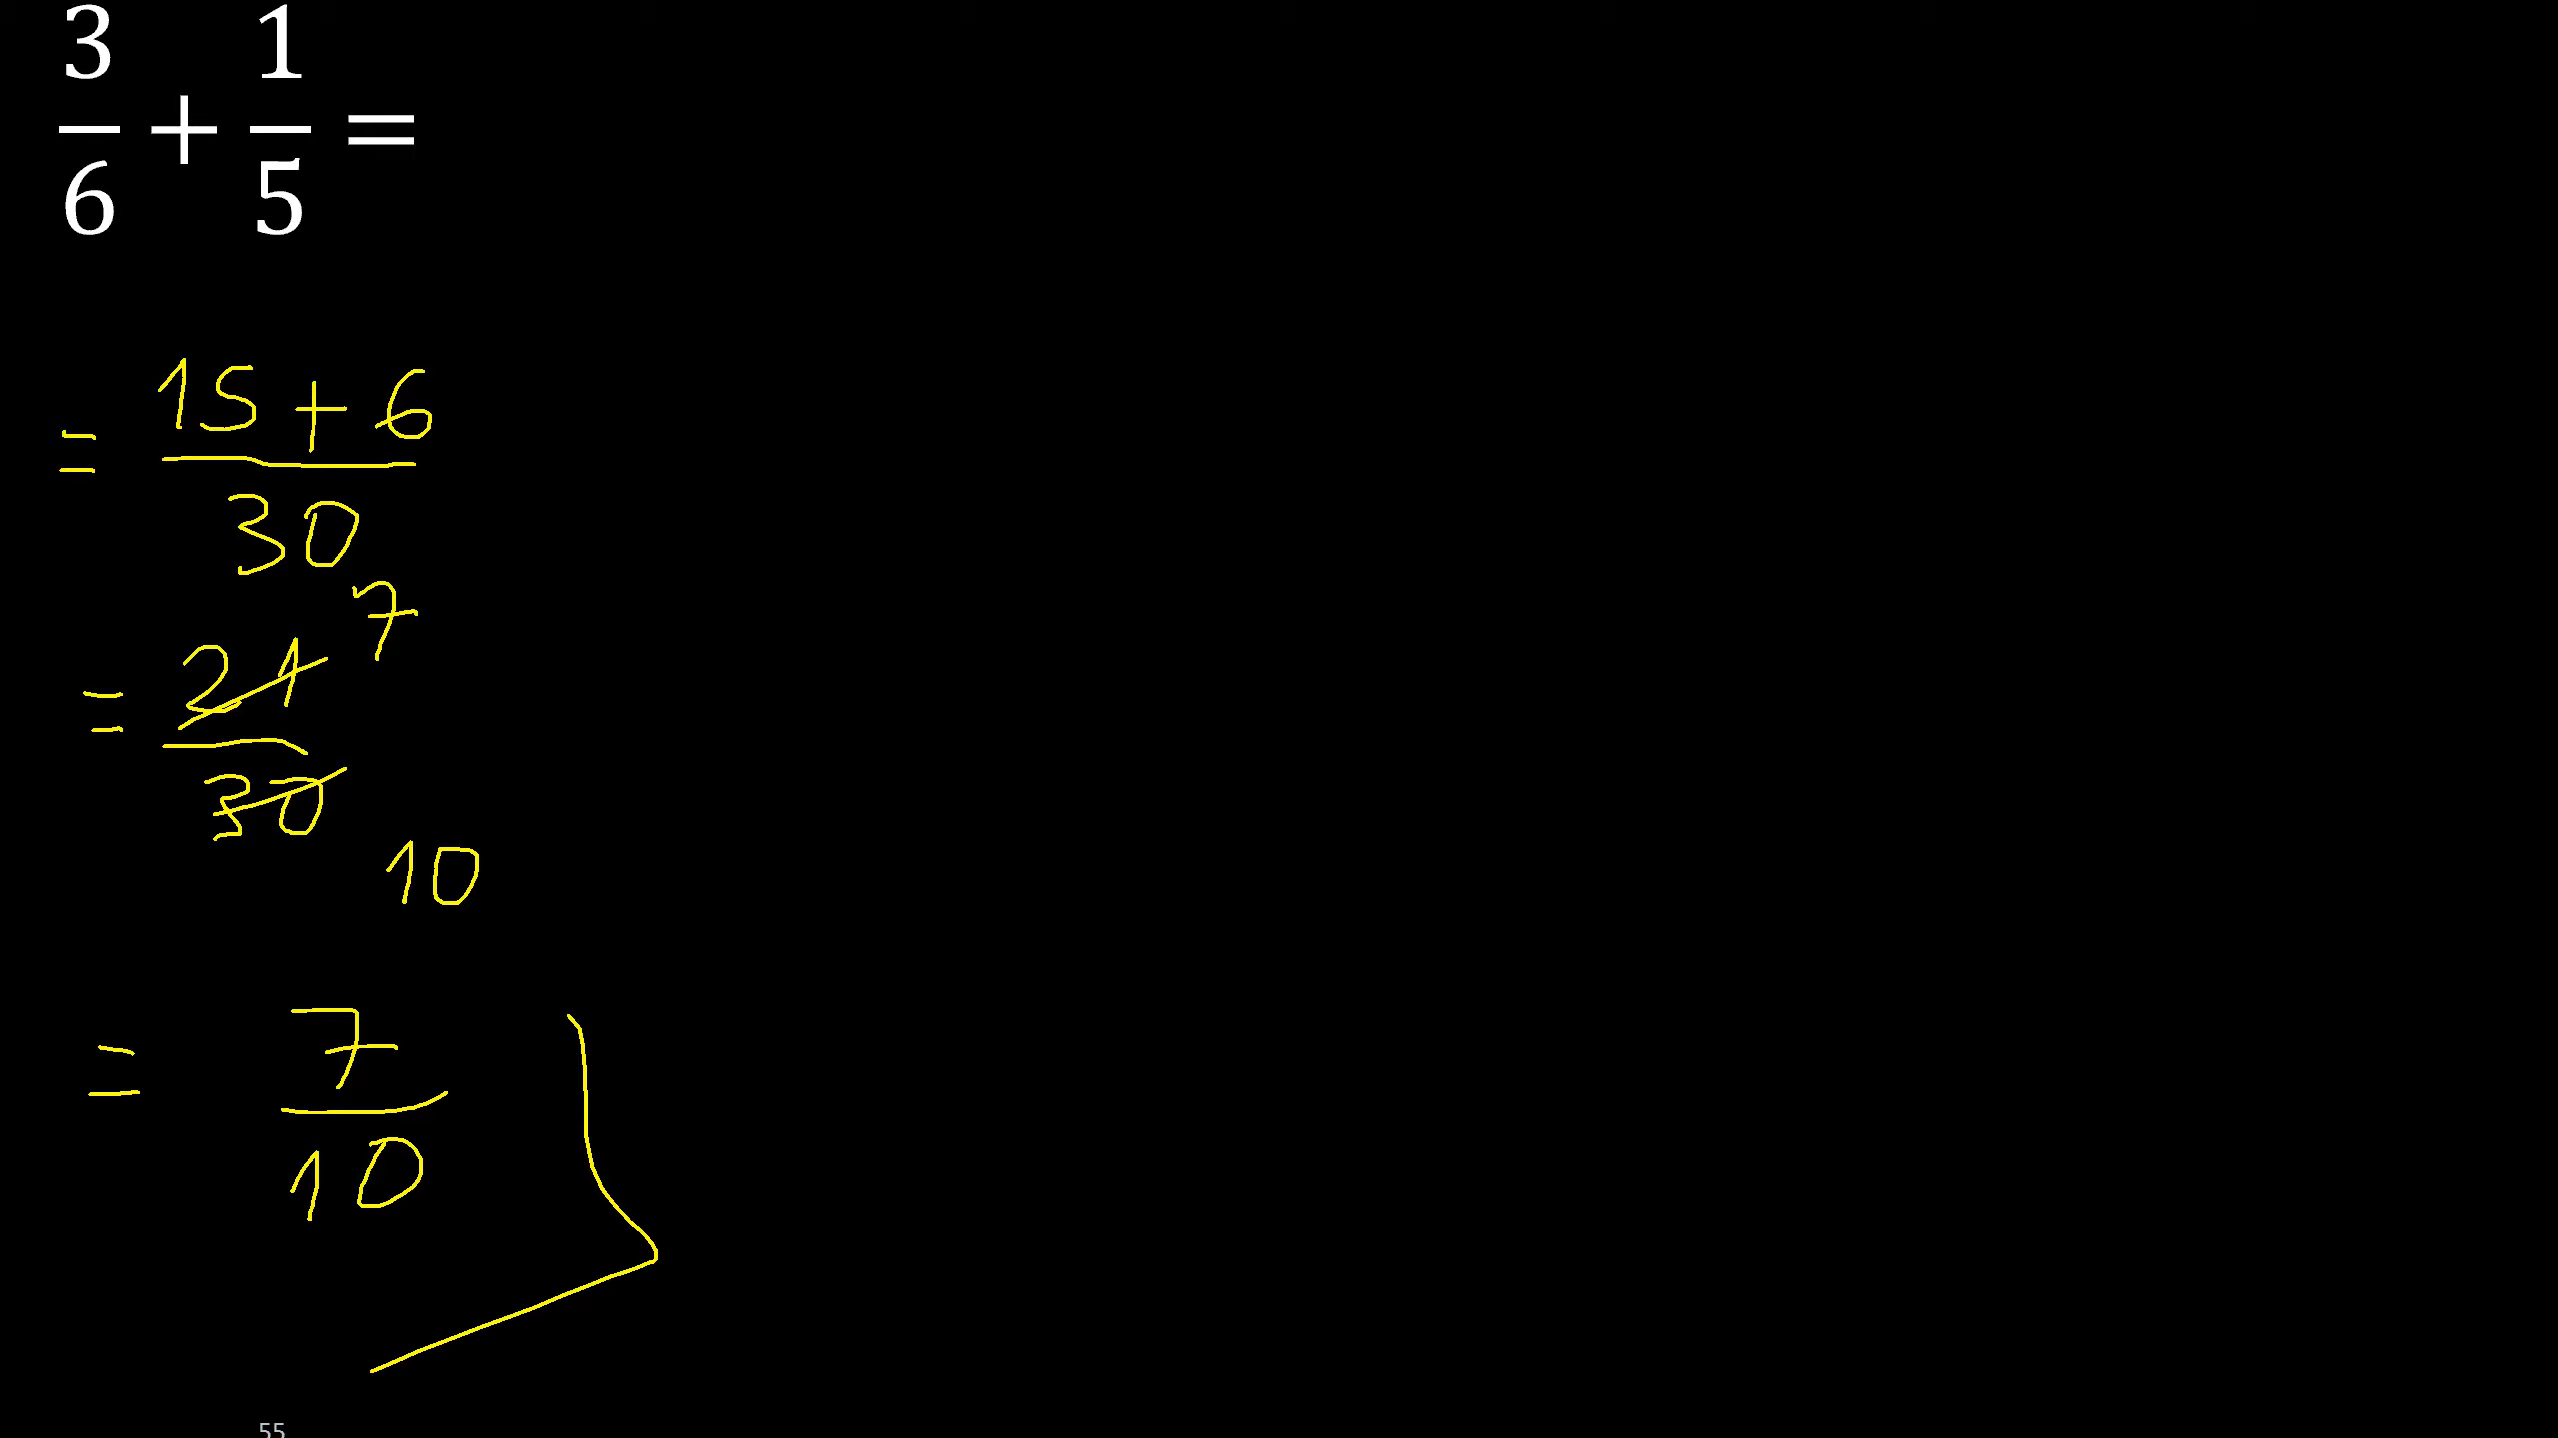 3/6 + 1/5 =
= 15 + 6 / 30
= 21 / 30 7 10
= 7 / 10
55